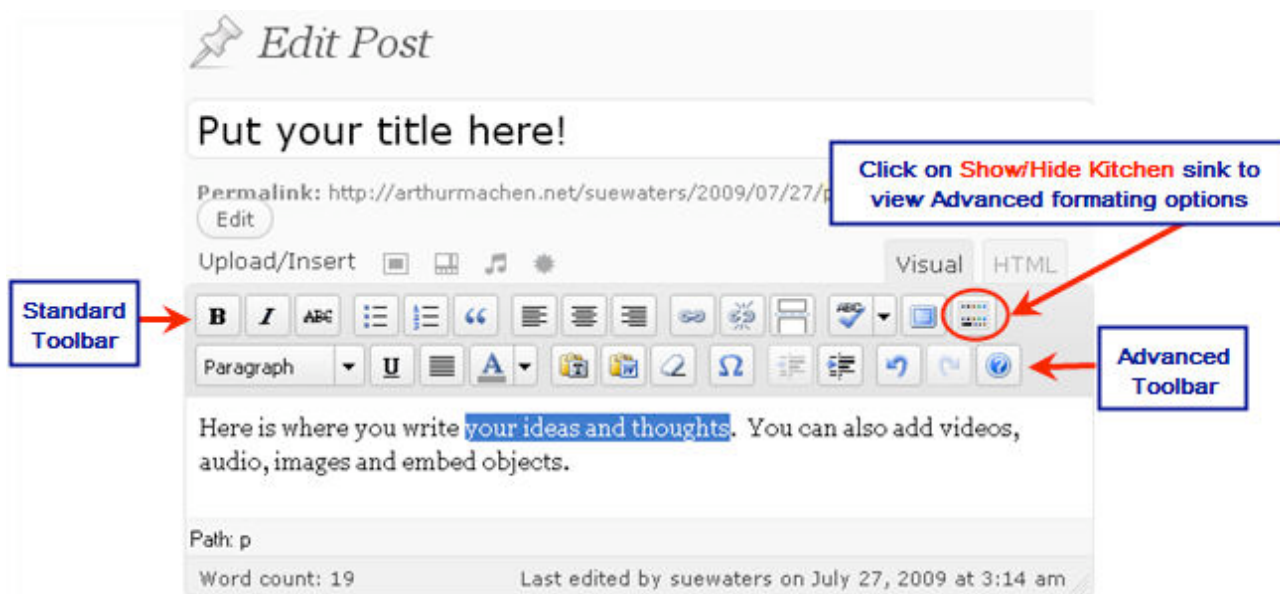 Edit Post
Put your title here!
Click on Show/Hide Kitchen sink to
view Advanced formating options
Permalink: http://arthurmachen.net/suewaters/2009/07/27/p
Edit
Upload/Insert
Visual HTML
Standard
Toolbar
B I ABC ABC
Paragraph U A T W Ω ?
Advanced
Toolbar
Here is where you write your ideas and thoughts. You can also add videos,
audio, images and embed objects.
Path: p
Word count: 19 Last edited by suewaters on July 27, 2009 at 3:14 am